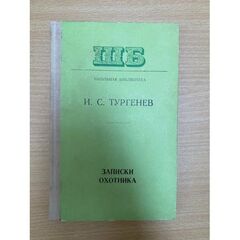 ШБ
ШКОЛЬНАЯ БИБЛИОТЕКА
И. С. ТУРГЕНЕВ
ЗАПИСКИ
ОХОТНИКА